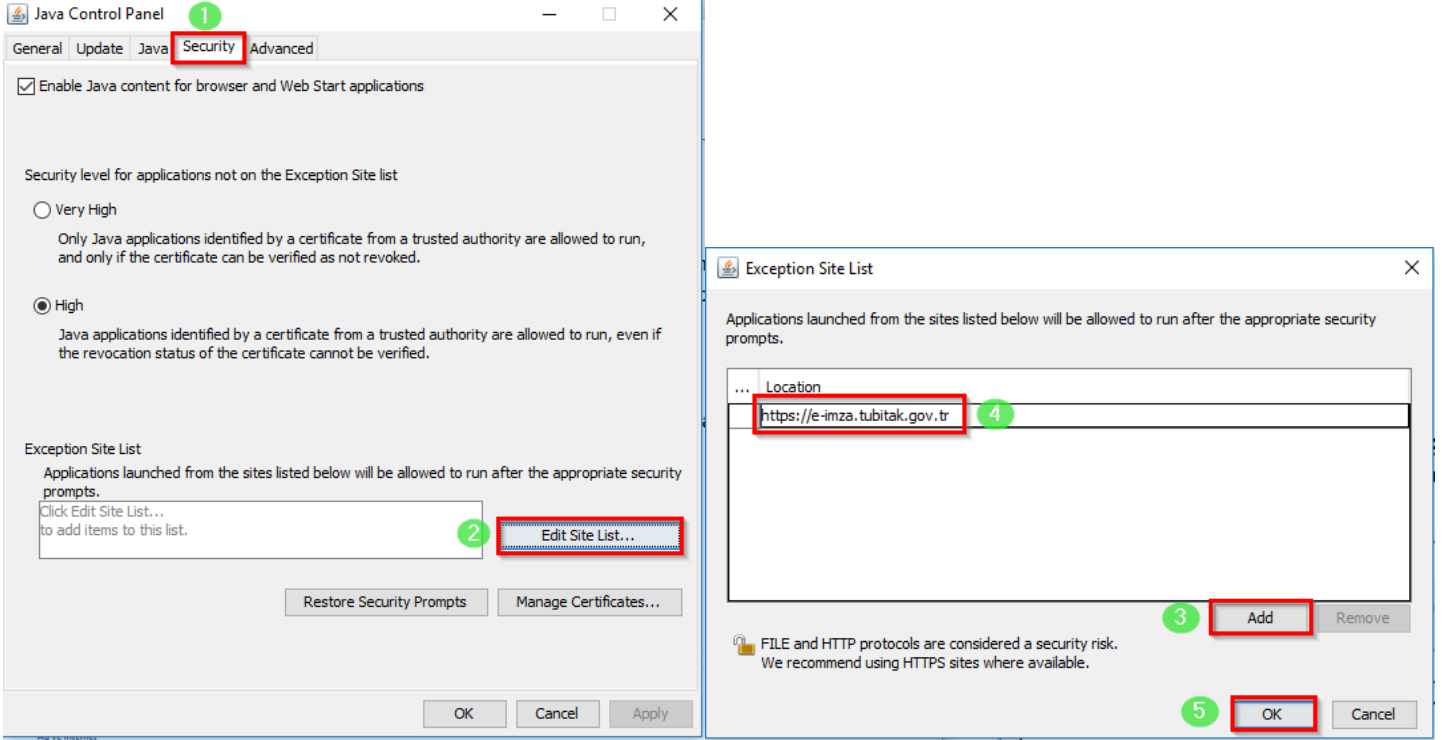 Java Control Panel
1
General Update Java Security Advanced
Enable Java content for browser and Web Start applications
Security level for applications not on the Exception Site list
Very High
Only Java applications identified by a certificate from a trusted authority are allowed to run,
and only if the certificate can be verified as not revoked.
High
Java applications identified by a certificate from a trusted authority are allowed to run, even if
the revocation status of the certificate cannot be verified.
Exception Site List
Applications launched from the sites listed below will be allowed to run after the appropriate security
prompts.
Click Edit Site List...
to add items to this list.
2
Edit Site List...
Restore Security Prompts
Manage Certificates...
OK
Cancel
Apply
Exception Site List
Applications launched from the sites listed below will be allowed to run after the appropriate security
prompts.
... Location
https://e-imza.tubitak.gov.tr
4
3
Add
Remove
FILE and HTTP protocols are considered a security risk.
We recommend using HTTPS sites where available.
5
OK
Cancel